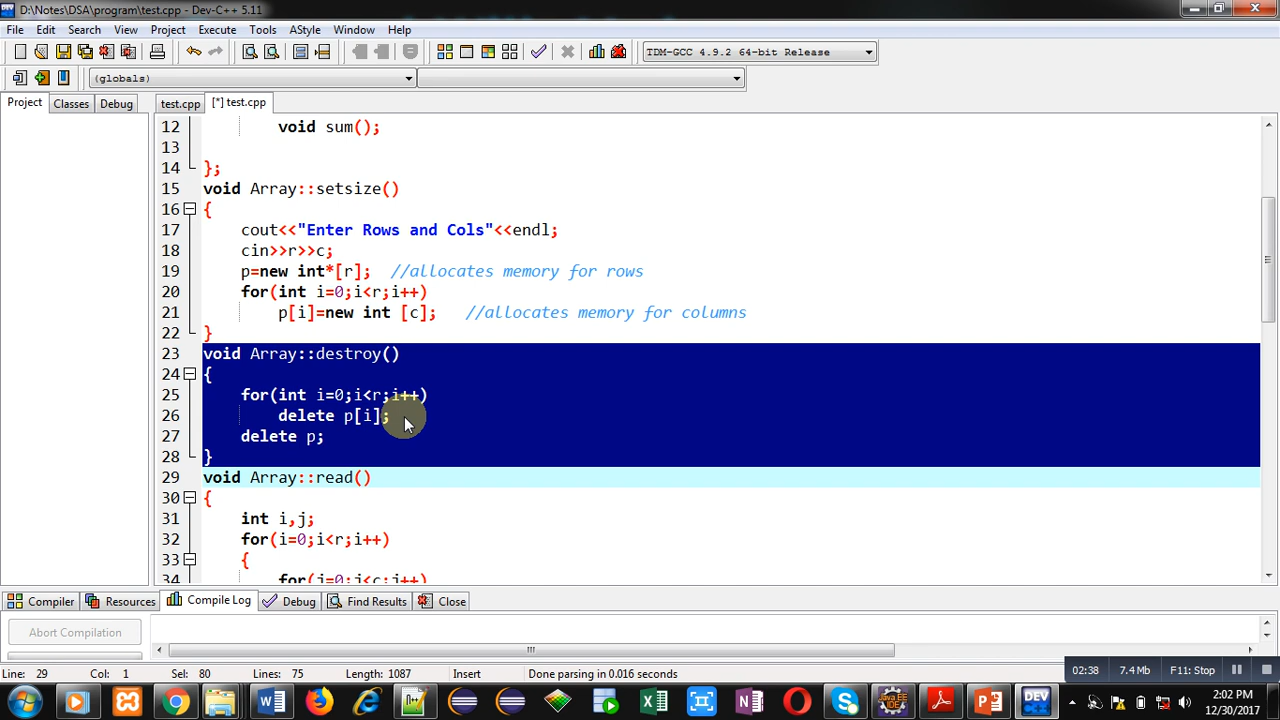 D:\Notes\DSA\program\test.cpp - Dev-C++ 5.11
File Edit Search View Project Execute Tools AStyle Window Help
TDM-GCC 4.9.2 64-bit Release
(globals)
Project Classes Debug test.cpp [*] test.cpp
12 void sum();
13
14 };
15 void Array::setsize()
16 {
17 cout<<"Enter Rows and Cols"<<endl;
18 cin>>r>>c;
19 p=new int*[r]; //allocates memory for rows
20 for(int i=0;i<r;i++)
21 p[i]=new int [c]; //allocates memory for columns
22 }
23 void Array::destroy()
24 {
25 for(int i=0;i<r;i++)
26 delete p[i];
27 delete p;
28 }
29 void Array::read()
30 {
31 int i,j;
32 for(i=0;i<r;i++)
33 {
34 for(j=0;j<c;j++)
Compiler Resources Compile Log Debug Find Results Close
Abort Compilation
Line: 29 Col: 1 Sel: 80 Lines: 75 Length: 1087 Insert Done parsing in 0.016 seconds
02:38 7.4 Mb F11: Stop
2:02 PM
12/30/2017